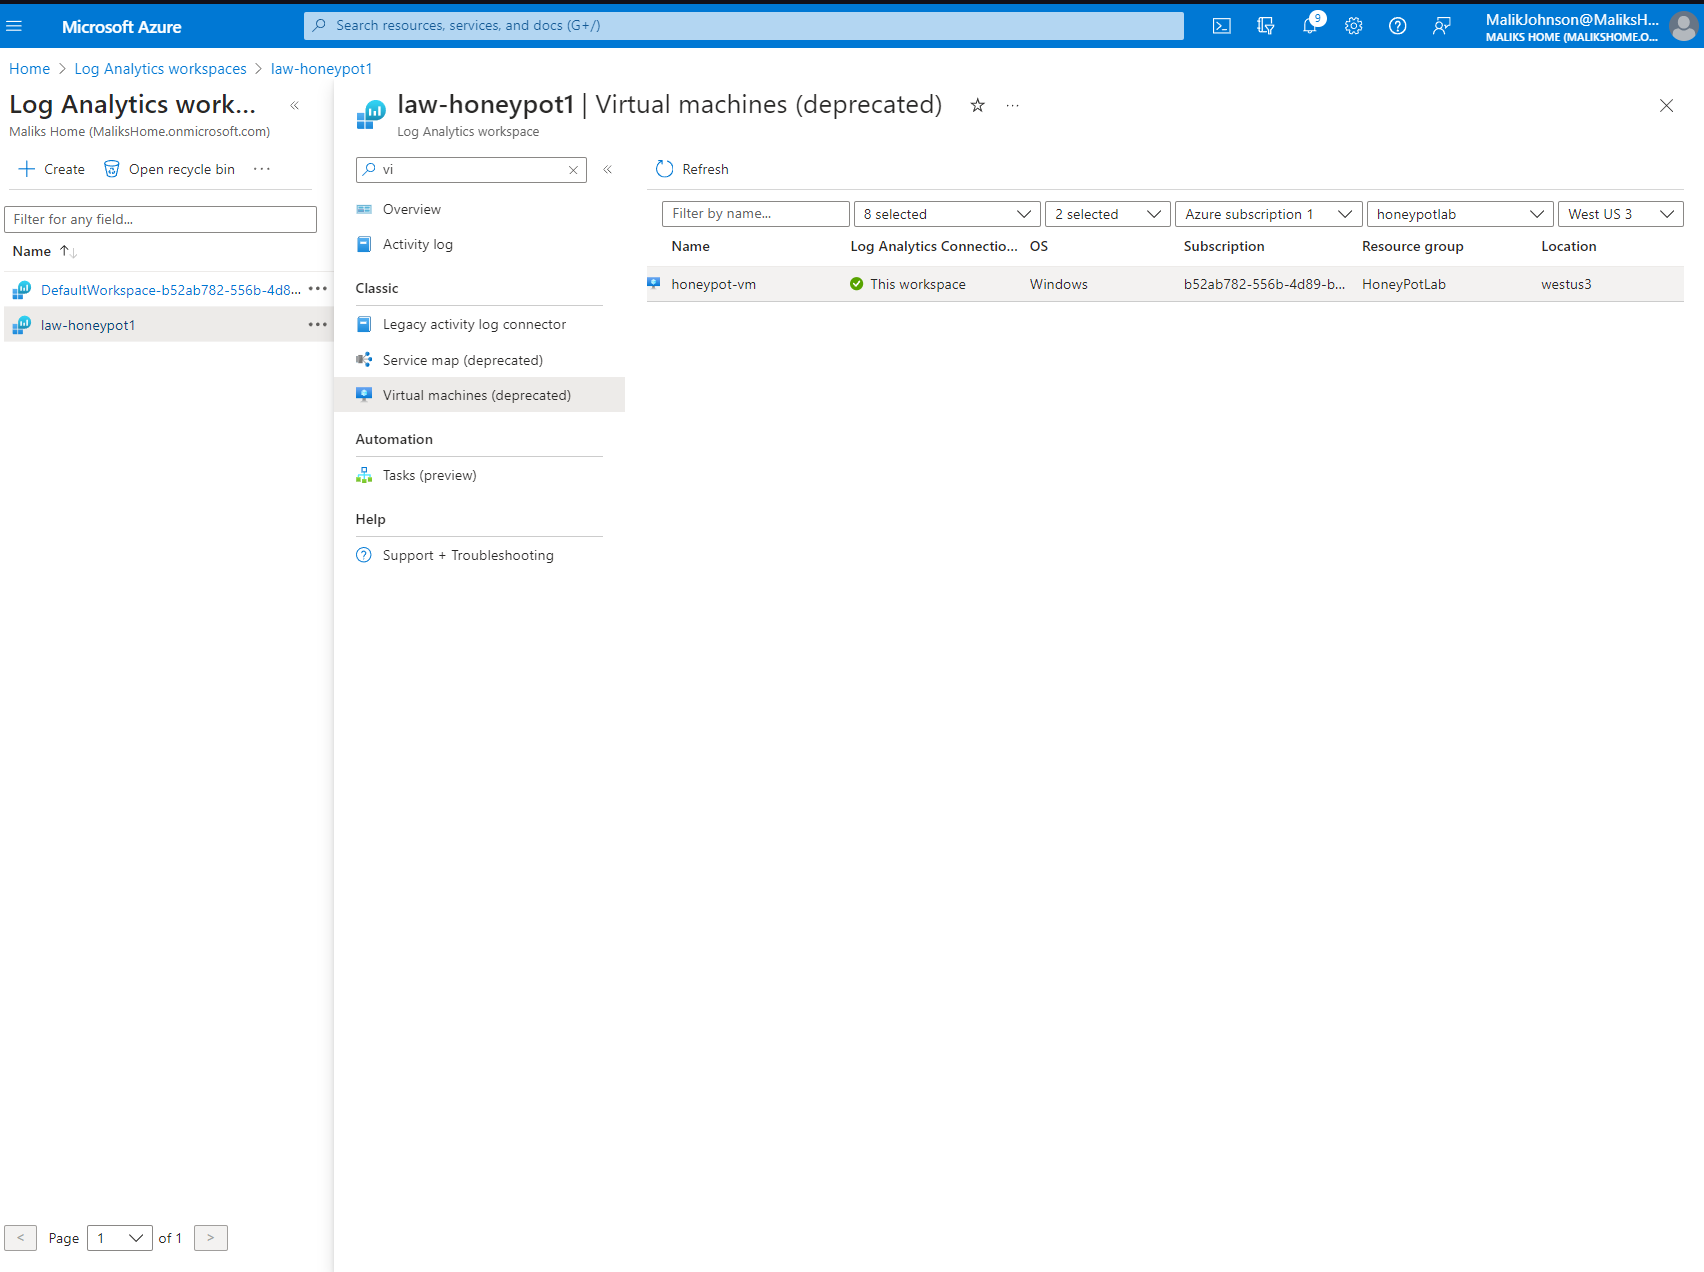 Microsoft Azure
Search resources, services, and docs (G+/)
9
MalikJohnson@MaliksH...
MALIKS HOME (MALIKSHOME.O...
Home > Log Analytics workspaces > law-honeypot1
Log Analytics work...
Maliks Home (MaliksHome.onmicrosoft.com)
+ Create
Open recycle bin
Filter for any field...
Name
DefaultWorkspace-b52ab782-556b-4d8...
law-honeypot1
< Page 1 of 1 >
law-honeypot1 | Virtual machines (deprecated)
Log Analytics workspace
vi
Overview
Activity log
Classic
Legacy activity log connector
Service map (deprecated)
Virtual machines (deprecated)
Automation
Tasks (preview)
Help
Support + Troubleshooting
Refresh
Filter by name... 8 selected 2 selected Azure subscription 1 honeypotlab West US 3
Name Log Analytics Connectio... OS Subscription Resource group Location
honeypot-vm This workspace Windows b52ab782-556b-4d89-b... HoneyPotLab westus3